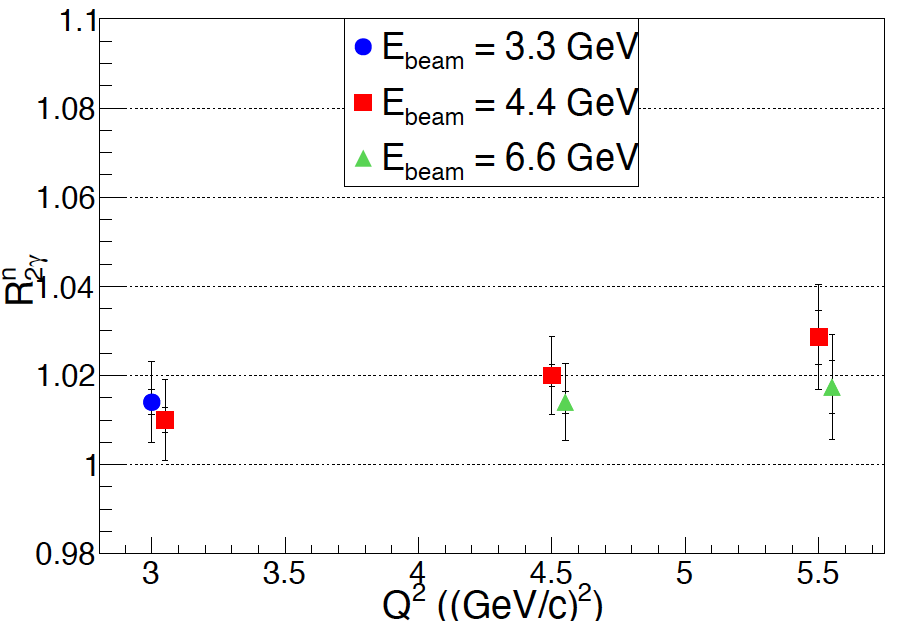 1.1
1.08
1.06
1.04
1.02
1
0.98
R^n_2γ
E_beam = 3.3 GeV
E_beam = 4.4 GeV
E_beam = 6.6 GeV
3 3.5 4 4.5 5 5.5
Q² ((GeV/c)²)